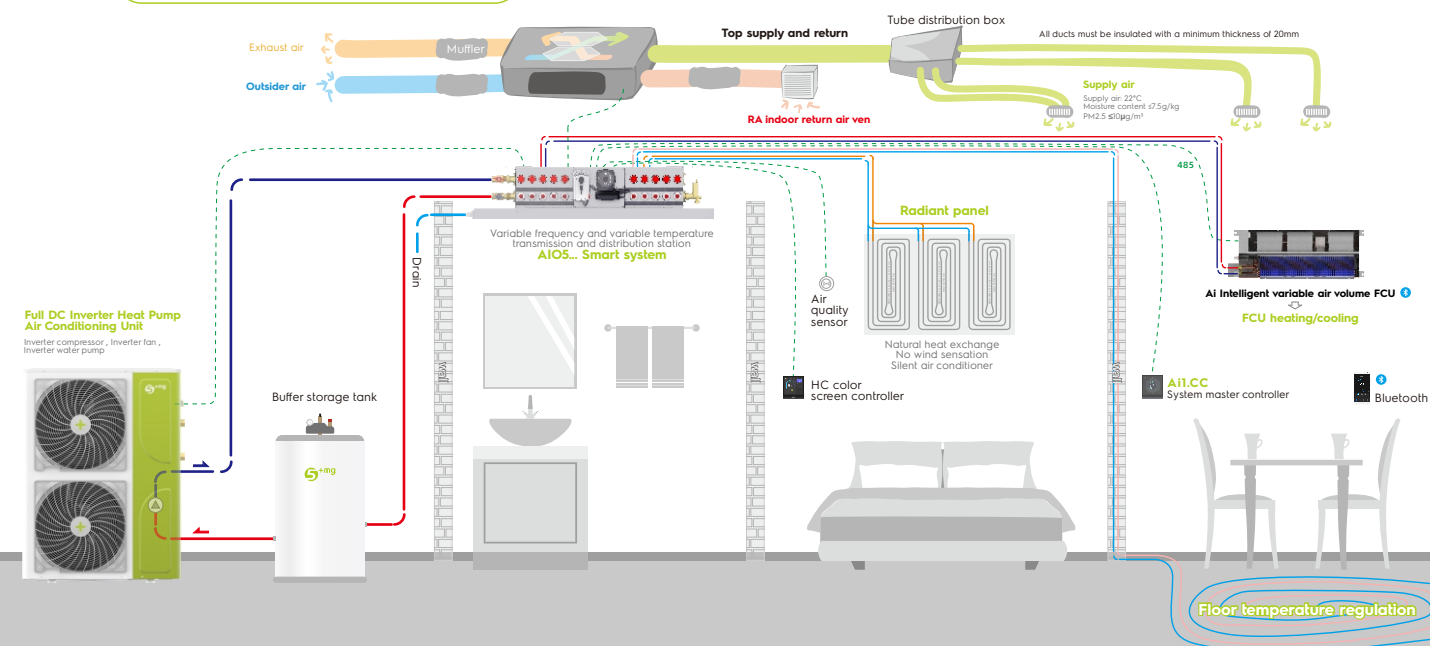 Exhaust air
Muffler
Top supply and return
Tube distribution box
All ducts must be insulated with a minimum thickness of 20mm
Outsider air
Supply air
Supply air: 22°C
Moisture content ≤7.5g/kg
PM2.5 ≤10μg/m³
RA indoor return air ven
485
Variable frequency and variable temperature
transmission and distribution station
AIO5... Smart system
Radiant panel
Drain
Air
quality
sensor
Ai Intelligent variable air volume FCU
FCU heating/cooling
Full DC Inverter Heat Pump
Air Conditioning Unit
Inverter compressor , Inverter fan ,
Inverter water pump
Natural heat exchange
No wind sensation
Silent air conditioner
wall
wall
wall
HC color
screen controller
Ai1.CC
System master controller
Bluetooth
Buffer storage tank
5+mg
5+mg
Floor temperature regulation